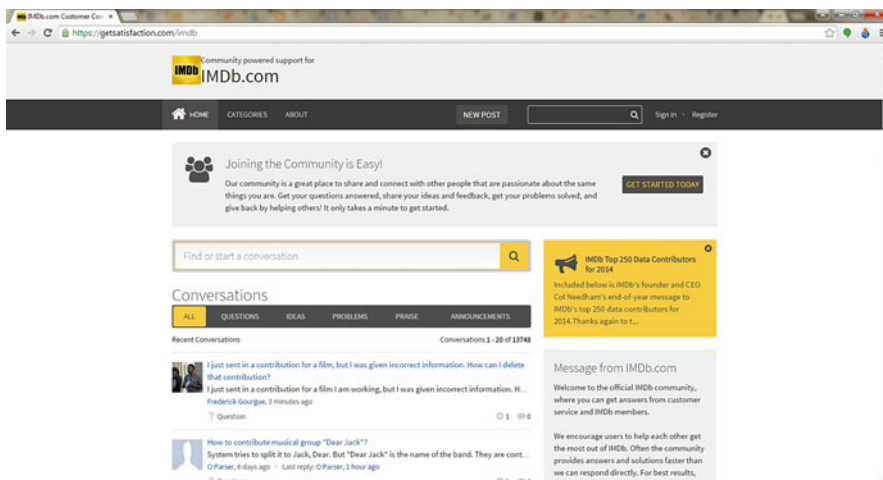 IMDb.com Customer Con
https://getsatisfaction.com/imdb
IMDb
Community powered support for
IMDb.com
HOME
CATEGORIES
ABOUT
NEW POST
Sign In · Register
Joining the Community is Easy!
Our community is a great place to share and connect with other people that are passionate about the same
things you are. Get your questions answered, share your ideas and feedback, get your problems solved, and
give back by helping others! It only takes a minute to get started.
GET STARTED TODAY
Find or start a conversation
Conversations
ALL
QUESTIONS
IDEAS
PROBLEMS
PRAISE
ANNOUNCEMENTS
Recent Conversations
Conversations 1 - 20 of 13748
I just sent in a contribution for a film, but I was given incorrect information. How can I delete
that contribution?
I just sent in a contribution for a film I am working, but I was given incorrect information. H...
Frederick Gourgue, 3 minutes ago
? Question
1
0
How to contribute musical group "Dear Jack"?
System tries to split it to Jack, Dear. But "Dear Jack" is the name of the band. They are cont...
O Parser, 6 days ago · Last reply: O Parser, 1 hour ago
IMDb Top 250 Data Contributors
for 2014
Included below is IMDb's founder and CEO
Col Needham's end-of-year message to
IMDb's top 250 data contributors for
2014.Thanks again to t...
Message from IMDb.com
Welcome to the official IMDb community,
where you can get answers from customer
service and IMDb members.
We encourage users to help each other get
the most out of IMDb. Often the community
provides answers and solutions faster than
we can respond directly. For best results,